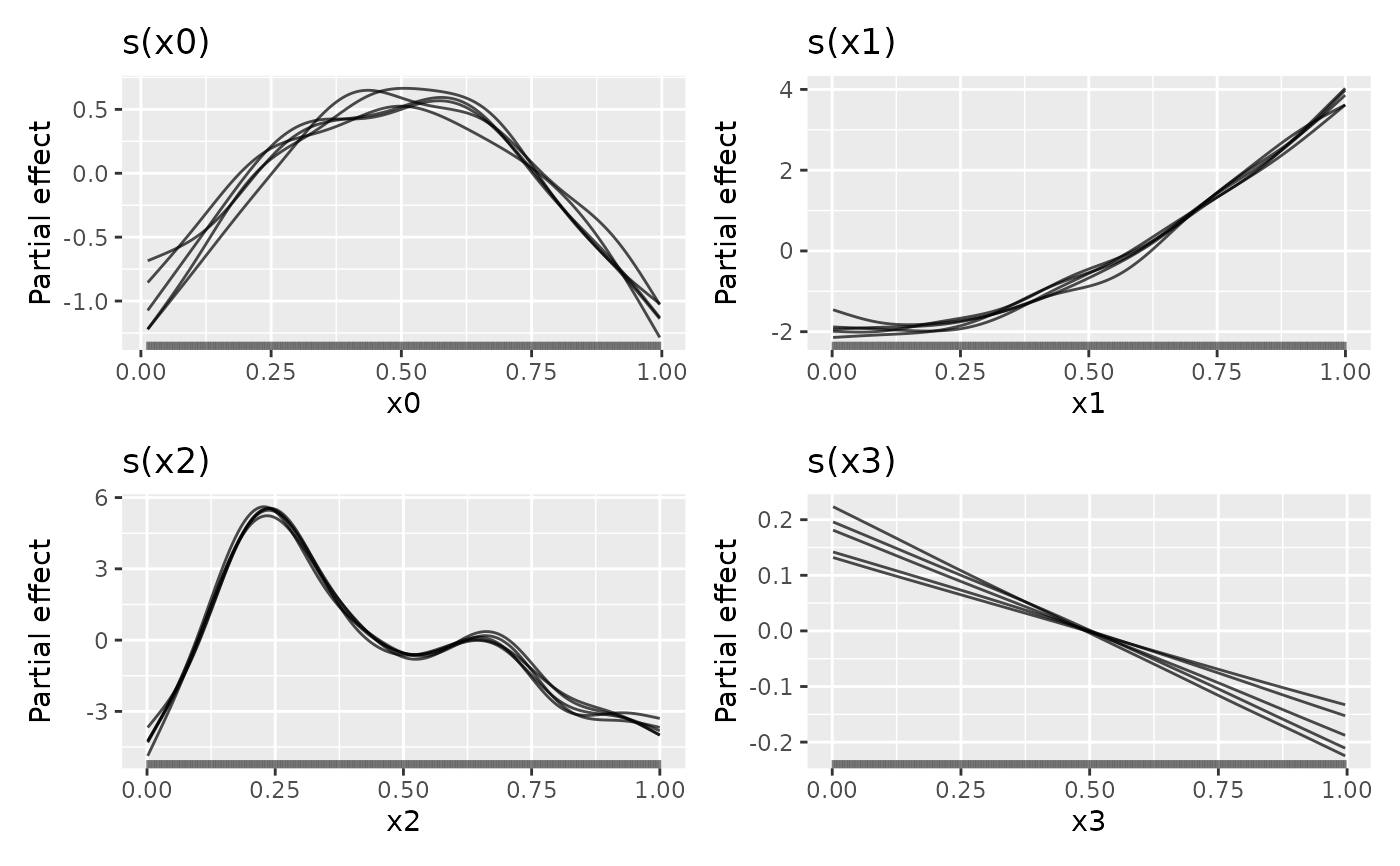 s(x0)
Partial effect
0.5
0.0
-0.5
-1.0
0.00 0.25 0.50 0.75 1.00
x0
s(x1)
Partial effect
4
2
0
-2
0.00 0.25 0.50 0.75 1.00
x1
s(x2)
Partial effect
6
3
0
-3
0.00 0.25 0.50 0.75 1.00
x2
s(x3)
Partial effect
0.2
0.1
0.0
-0.1
-0.2
0.00 0.25 0.50 0.75 1.00
x3